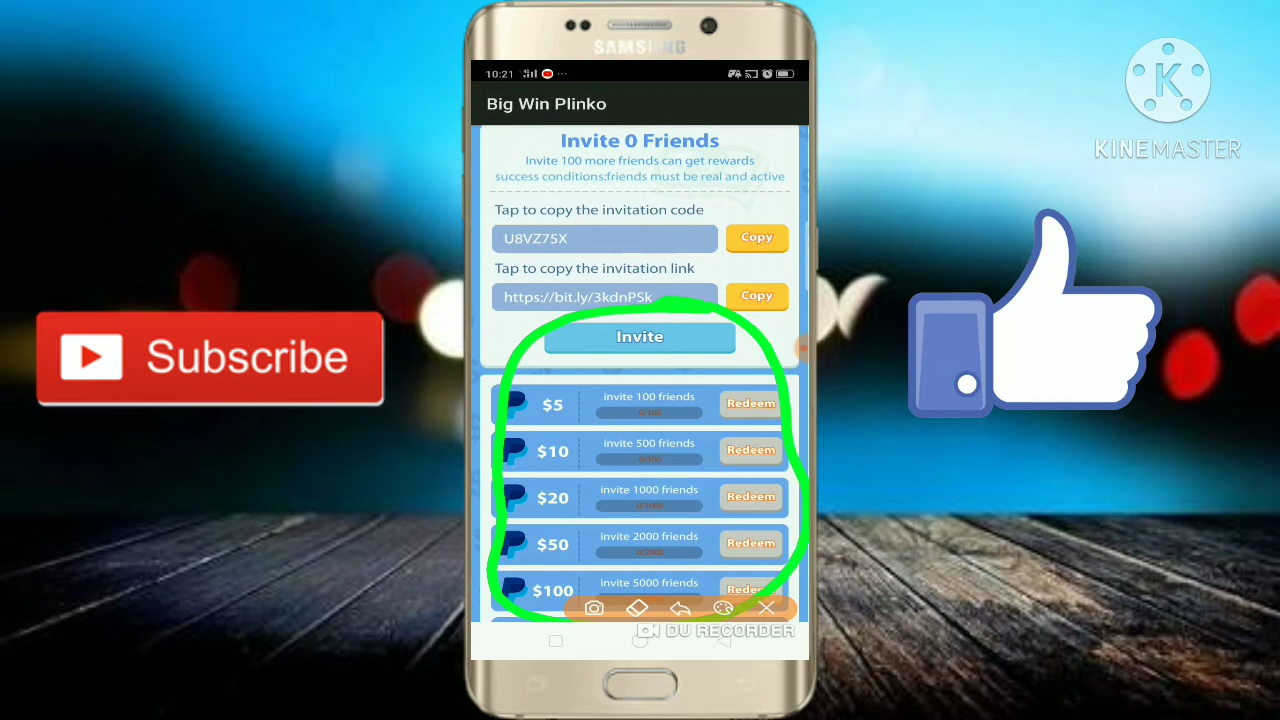 SAMSUNG
10:21
Big Win Plinko
Invite 0 Friends
Invite 100 more friends can get rewards
success conditions:friends must be real and active
Tap to copy the invitation code
U8VZ75X
Copy
Tap to copy the invitation link
https://bit.ly/3kdnPSk
Copy
Invite
$5
invite 100 friends
0/100
Redeem
$10
invite 500 friends
0/500
Redeem
$20
invite 1000 friends
0/1000
Redeem
$50
invite 2000 friends
0/2000
Redeem
$100
invite 5000 friends
Redeem
DU RECORDER
Subscribe
K
KINEMASTER